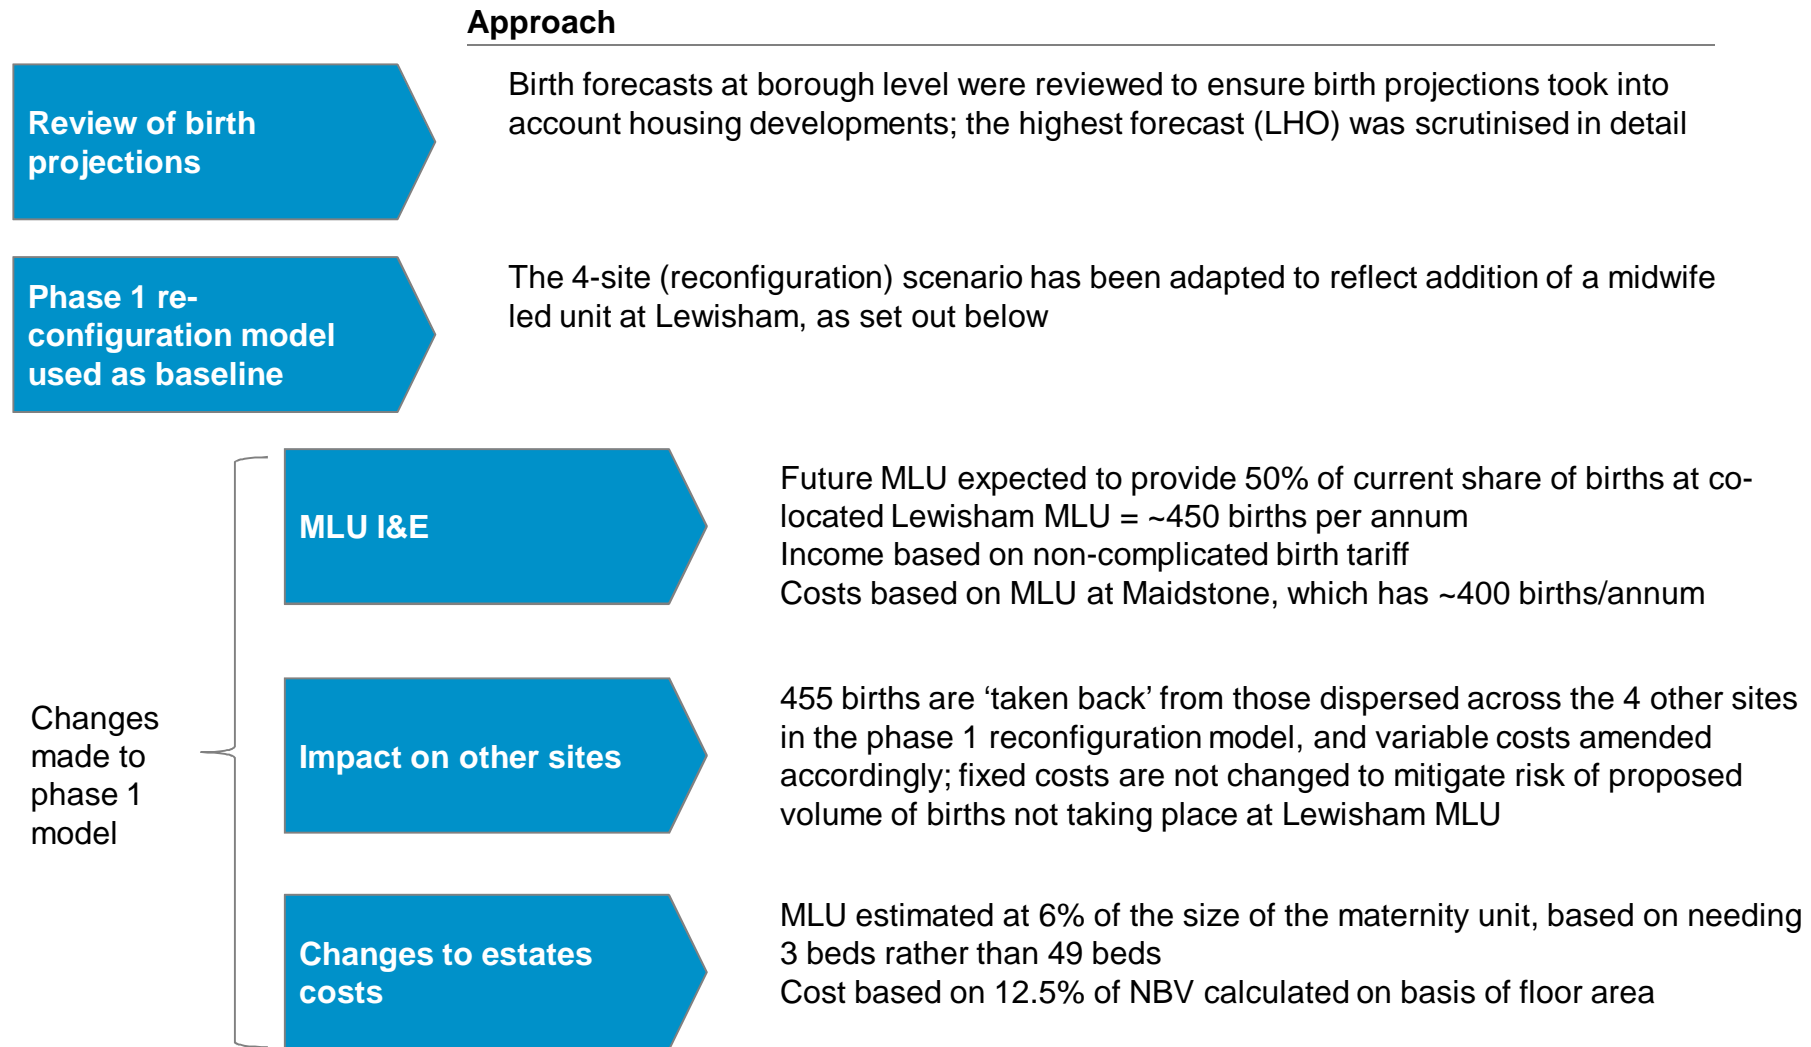 Approach
Review of birth
projections
Birth forecasts at borough level were reviewed to ensure birth projections took into
account housing developments; the highest forecast (LHO) was scrutinised in detail
Phase 1 re-
configuration model
used as baseline
The 4-site (reconfiguration) scenario has been adapted to reflect addition of a midwife
led unit at Lewisham, as set out below
Changes
made to
phase 1
model
MLU I&E
Future MLU expected to provide 50% of current share of births at co-
located Lewisham MLU = ~450 births per annum
Income based on non-complicated birth tariff
Costs based on MLU at Maidstone, which has ~400 births/annum
Impact on other sites
455 births are ‘taken back’ from those dispersed across the 4 other sites
in the phase 1 reconfiguration model, and variable costs amended
accordingly; fixed costs are not changed to mitigate risk of proposed
volume of births not taking place at Lewisham MLU
Changes to estates
costs
MLU estimated at 6% of the size of the maternity unit, based on needing
3 beds rather than 49 beds
Cost based on 12.5% of NBV calculated on basis of floor area